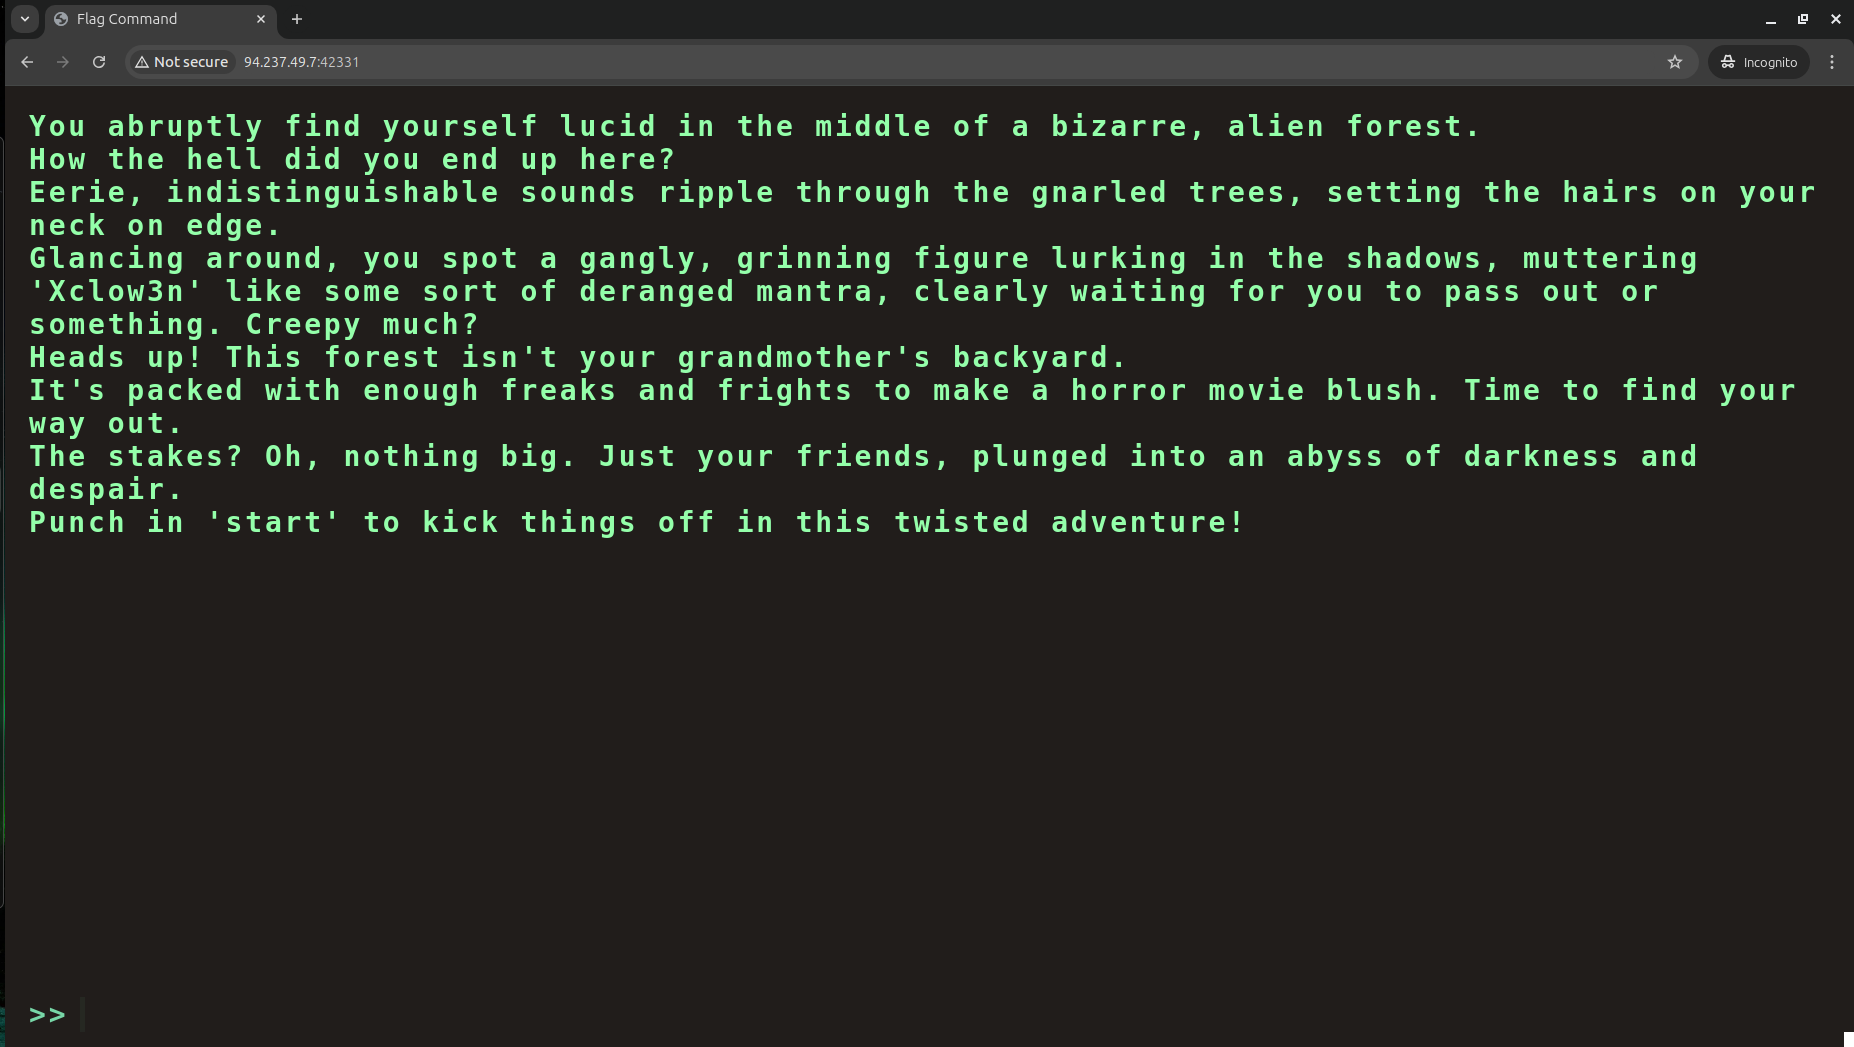 Flag Command
Not secure
94.237.49.7:42331
Incognito
You abruptly find yourself lucid in the middle of a bizarre, alien forest.
How the hell did you end up here?
Eerie, indistinguishable sounds ripple through the gnarled trees, setting the hairs on your
neck on edge.
Glancing around, you spot a gangly, grinning figure lurking in the shadows, muttering
'Xclow3n' like some sort of deranged mantra, clearly waiting for you to pass out or
something. Creepy much?
Heads up! This forest isn't your grandmother's backyard.
It's packed with enough freaks and frights to make a horror movie blush. Time to find your
way out.
The stakes? Oh, nothing big. Just your friends, plunged into an abyss of darkness and
despair.
Punch in 'start' to kick things off in this twisted adventure!
>>